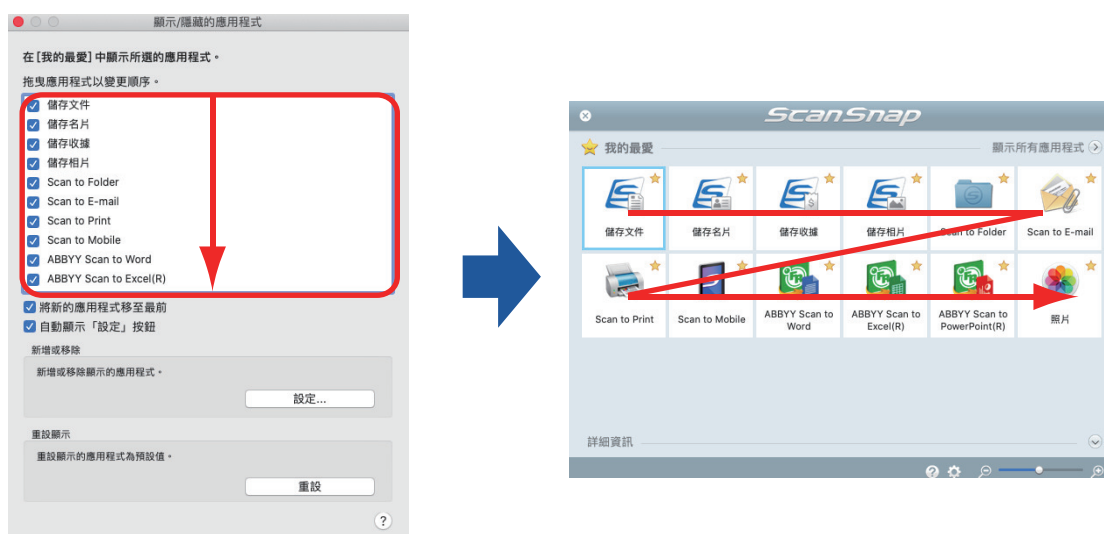 顯示/隱藏的應用程式
在[我的最愛]中顯示所選的應用程式。
拖曳應用程式以變更順序。
儲存文件
儲存名片
儲存收據
儲存相片
Scan to Folder
Scan to E-mail
Scan to Print
Scan to Mobile
ABBYY Scan to Word
ABBYY Scan to Excel(R)
將新的應用程式移至最前
自動顯示「設定」按鈕
新增或移除
新增或移除顯示的應用程式。
設定...
重設顯示
重設顯示的應用程式為預設值。
重設
?
ScanSnap
我的最愛
顯示所有應用程式
儲存文件
儲存名片
儲存收據
儲存相片
Scan to Folder
Scan to E-mail
Scan to Print
Scan to Mobile
ABBYY Scan to
Word
ABBYY Scan to
Excel(R)
ABBYY Scan to
PowerPoint(R)
照片
詳細資訊